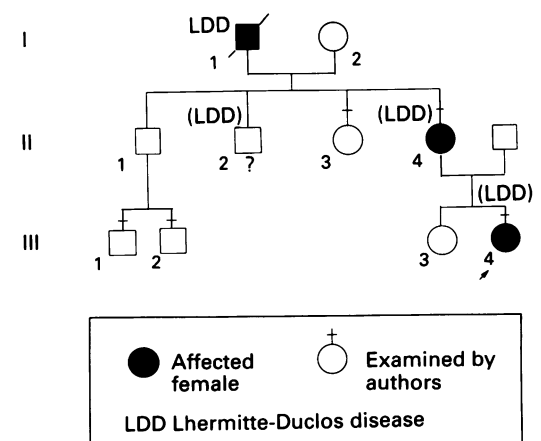 LDD
I
1
2
(LDD)
(LDD)
II
1
2 ?
3
4
(LDD)
III
1
2
3
4
Affected
female
Examined by
authors
LDD Lhermitte-Duclos disease